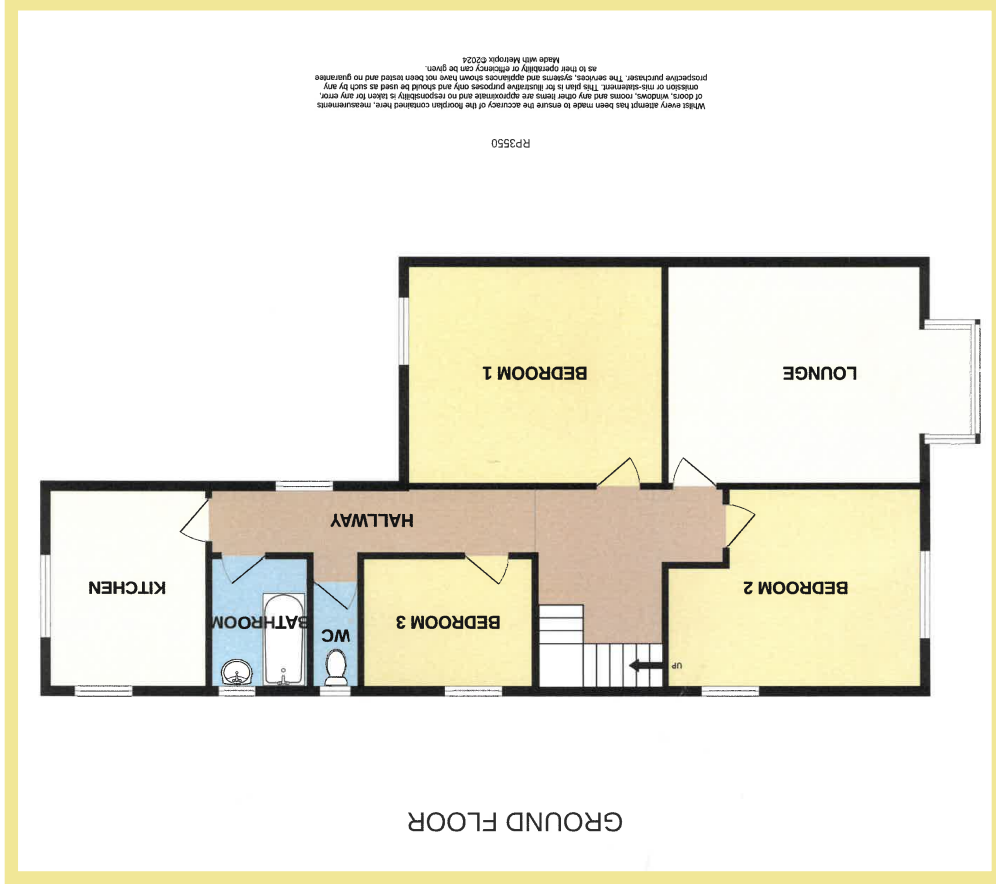 GROUND FLOOR
UP
BEDROOM 2
BEDROOM 3
WC
BATHROOM
KITCHEN
HALLWAY
LOUNGE
BEDROOM 1
RP3550
Whilst every attempt has been made to ensure the accuracy of the floorplan contained here, measurements
of doors, windows, rooms and any other items are approximate and no responsibility is taken for any error,
omission or mis-statement. This plan is for illustrative purposes only and should be used as such by any
prospective purchaser. The services, systems and appliances shown have not been tested and no guarantee
as to their operability or efficiency can be given.
Made with Metropix ©2024